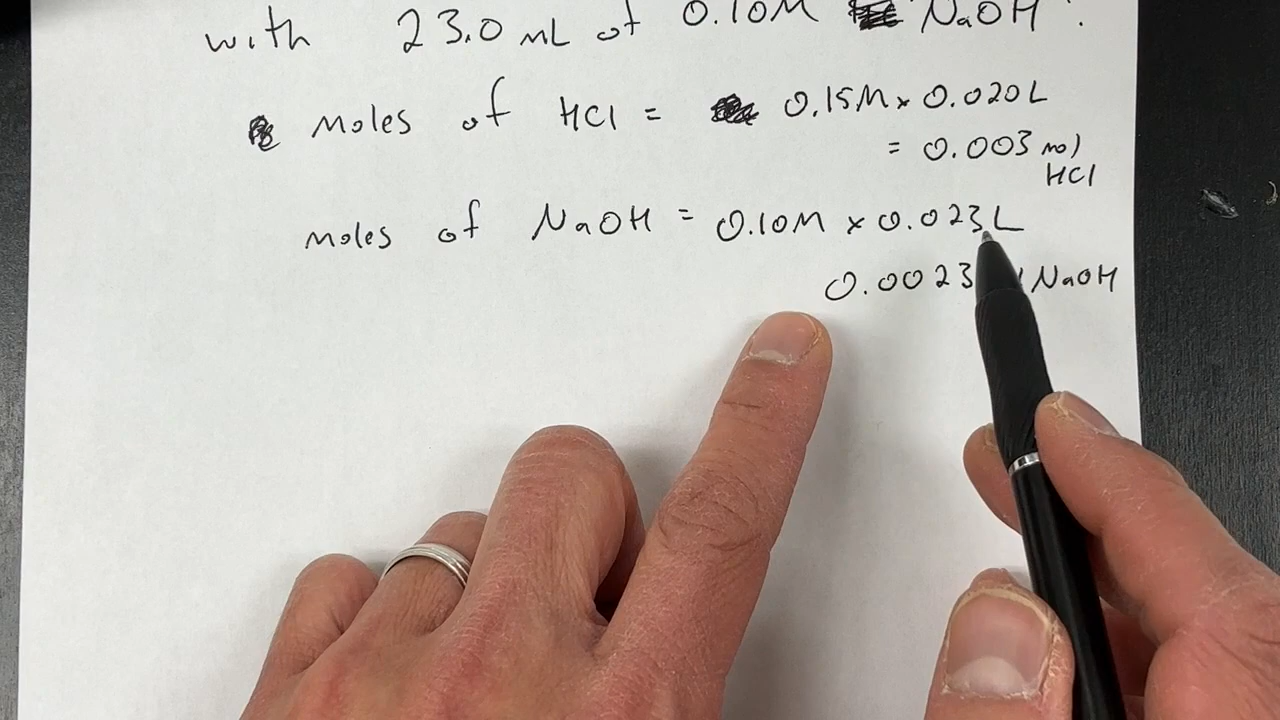 with 23.0 mL of 0.10M NaOH.
moles of HCl = 0.15M x 0.020L
= 0.003 mol
HCl
moles of NaOH = 0.10M x 0.023L
0.0023 NaOH